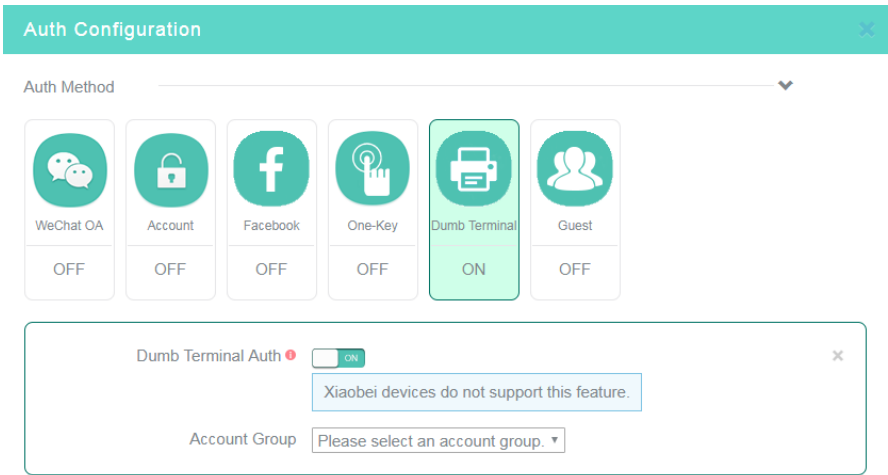 Auth Configuration
Auth Method
WeChat OA
Account
Facebook
One-Key
Dumb Terminal
Guest
OFF
OFF
OFF
OFF
ON
OFF
Dumb Terminal Auth
ON
Xiaobei devices do not support this feature.
Account Group
Please select an account group.